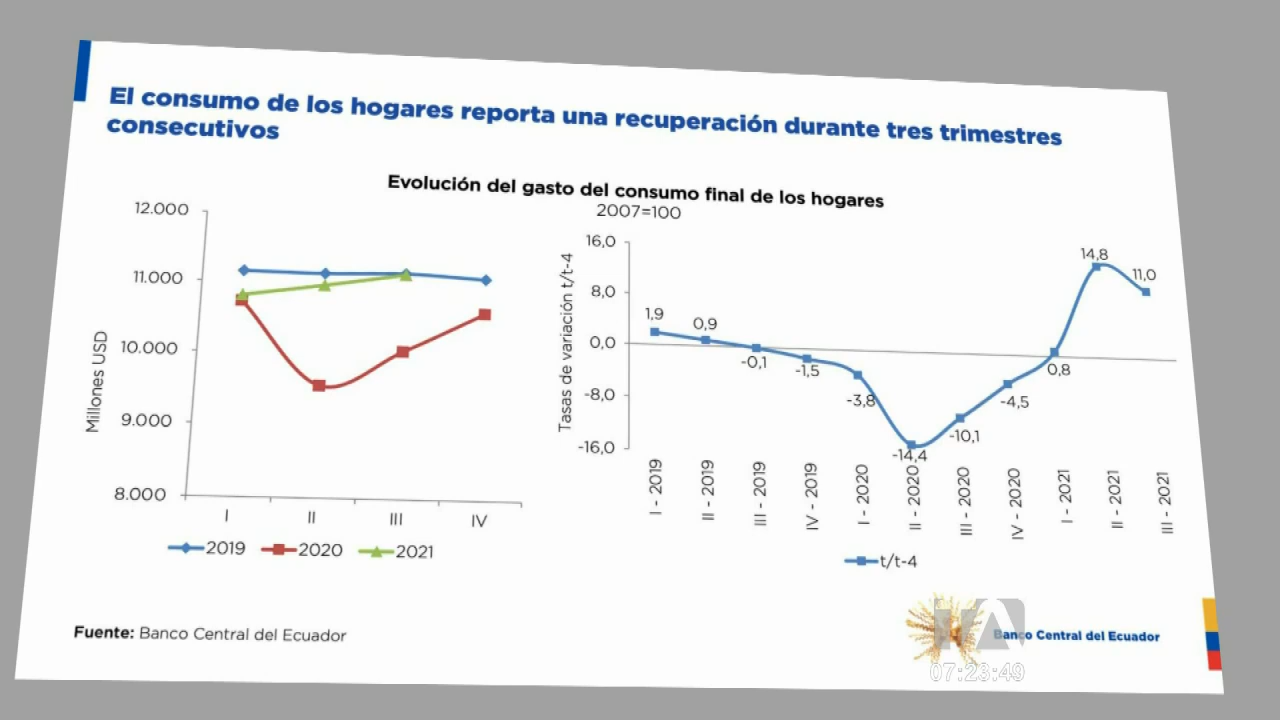 El consumo de los hogares reporta una recuperación durante tres trimestres
consecutivos
Evolución del gasto del consumo final de los hogares
2007=100
Millones USD
12.000
11.000
10.000
9.000
8.000
I II III IV
2019 2020 2021
Tasas de variación t/t-4
16,0
8,0
0,0
-8,0
-16,0
1,9
0,9
-0,1
-1,5
-3,8
-14,4
-10,1
-4,5
0,8
14,8
11,0
I - 2019
II - 2019
III - 2019
IV - 2019
I - 2020
II - 2020
III - 2020
IV - 2020
I - 2021
II - 2021
III - 2021
t/t-4
Fuente: Banco Central del Ecuador
TA
Banco Central del Ecuador
07:23:49